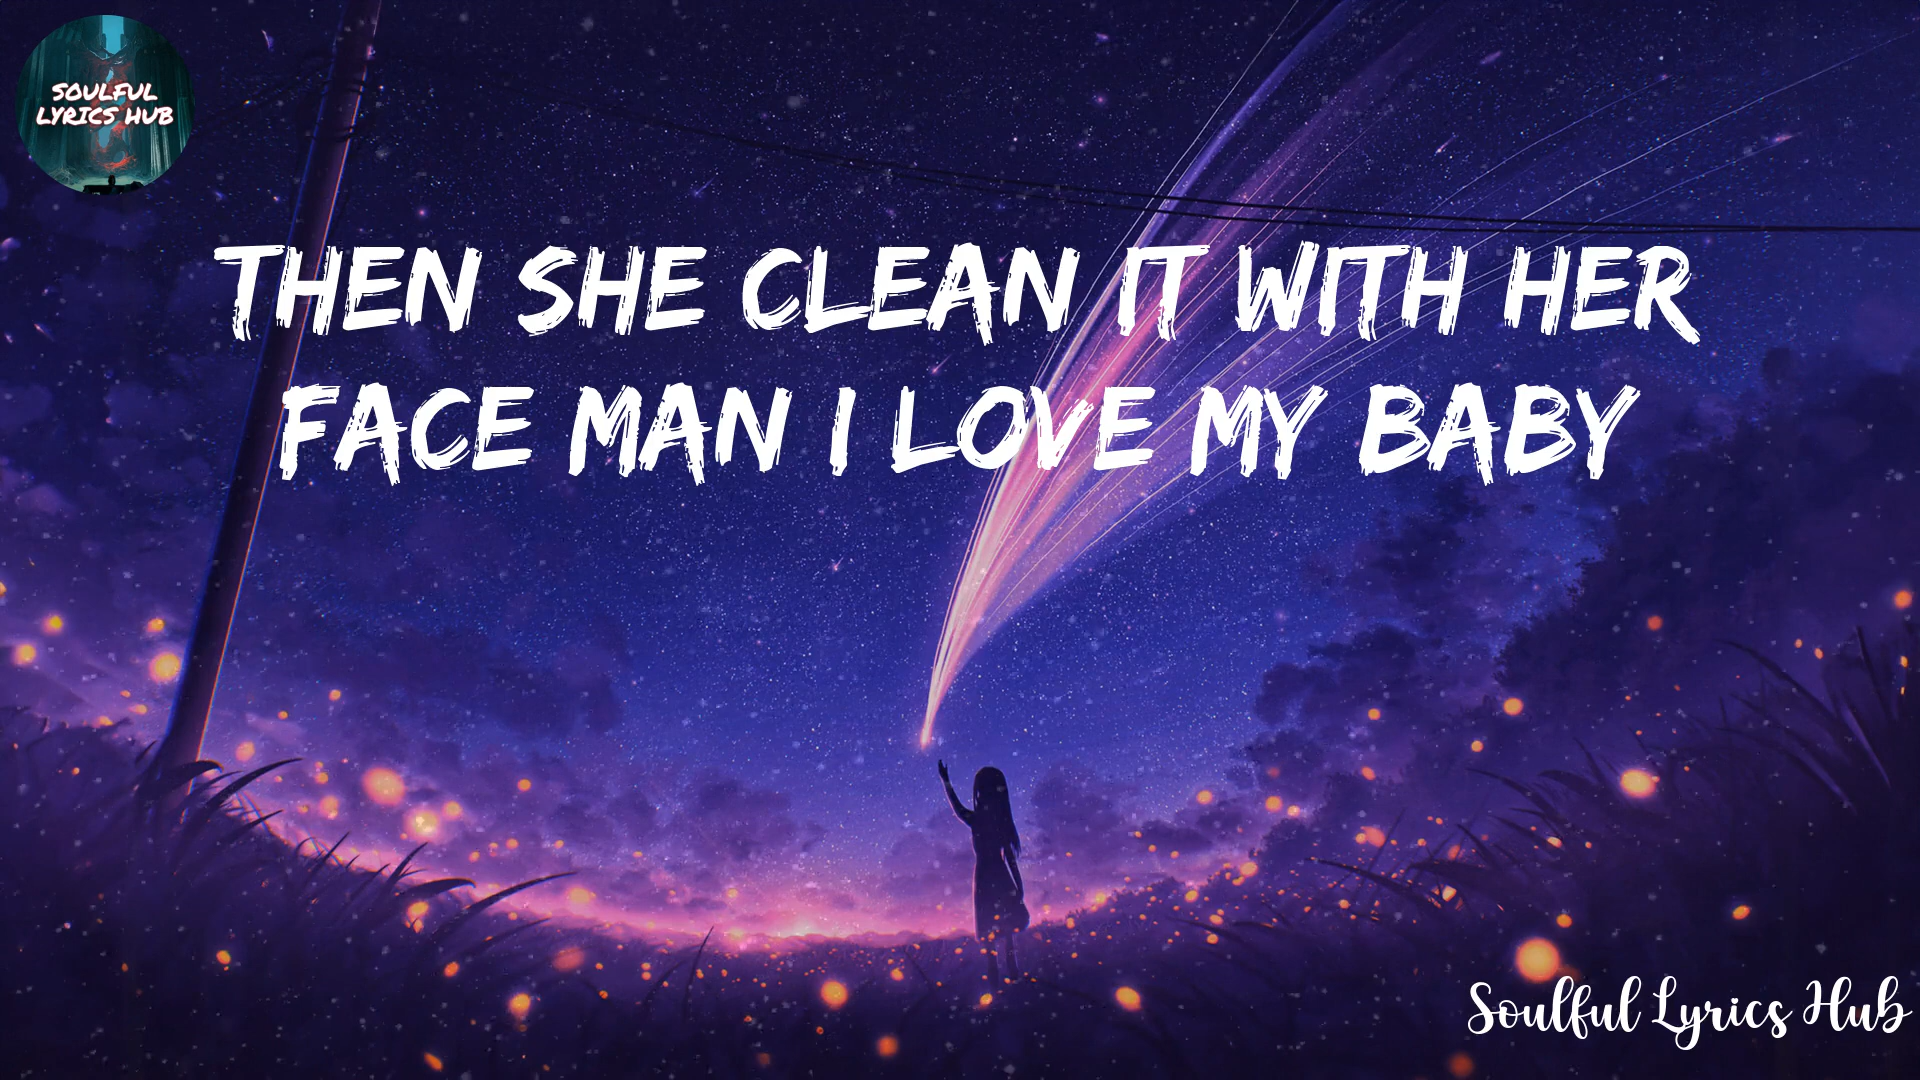 SOULFUL
LYRICS HUB
THEN SHE CLEAN IT WITH HER
FACE MAN I LOVE MY BABY
Soulful Lyrics Hub